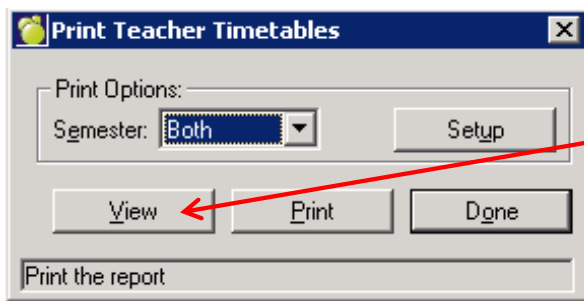 Print Teacher Timetables
Print Options:
Semester: Both Setup
View Print Done
Print the report